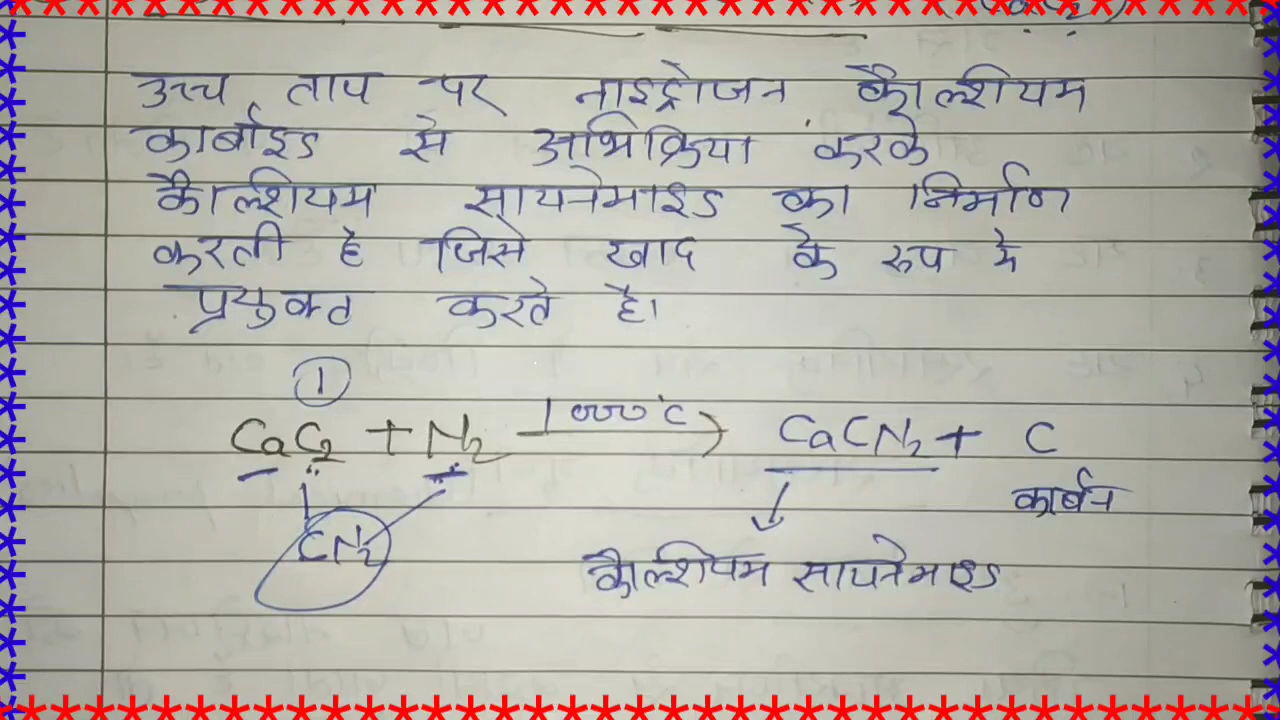 उच्च ताप पर नाइट्रोजन कैल्शियम
कार्बाइड से अभिक्रिया करके
कैल्शियम सायनेमाइड का निर्माण
करती है जिसे खाद के रुप मे
प्रयुक्त करते है।
1
CaC2 + N2 1000°C → CaCN2 + C
कार्बन
CN2
कैल्शियम सायनेमाइड